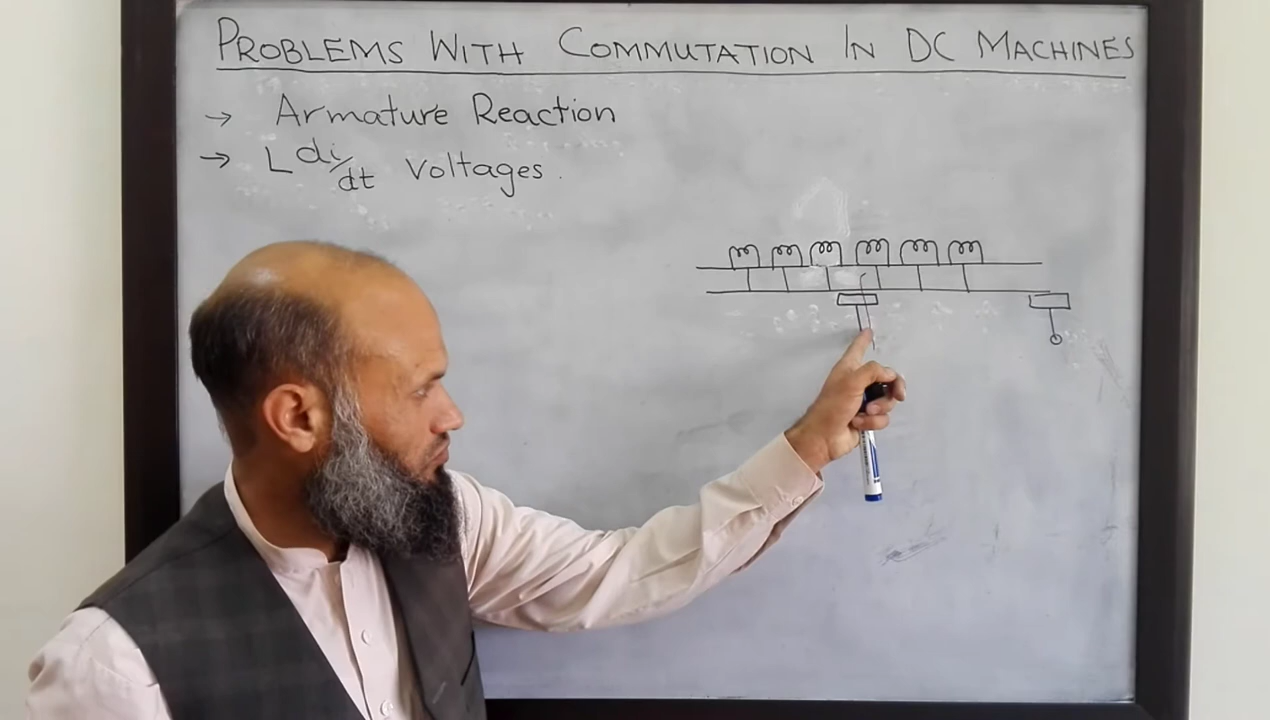 PROBLEMS WITH COMMUTATION IN DC MACHINES
→ Armature Reaction
→ L di/dt Voltages.